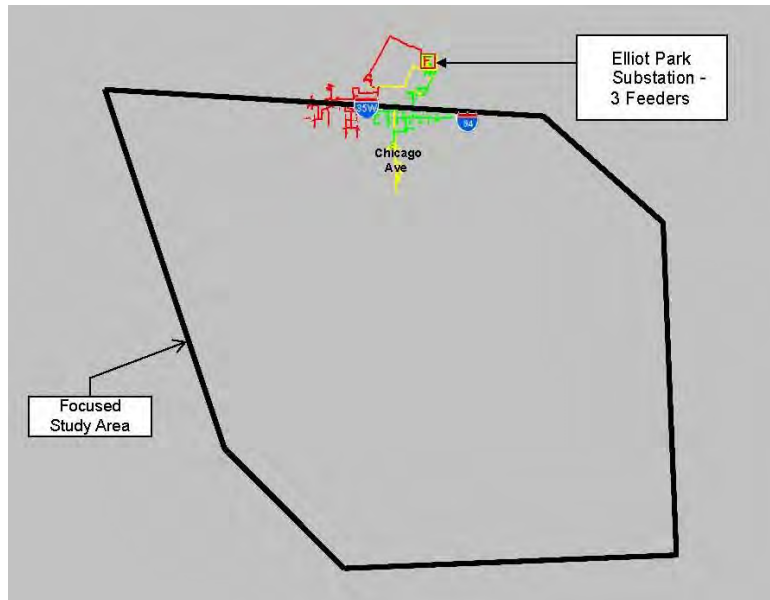 Elliot Park
Substation -
3 Feeders
F
35W
94
Chicago
Ave
Focused
Study Area